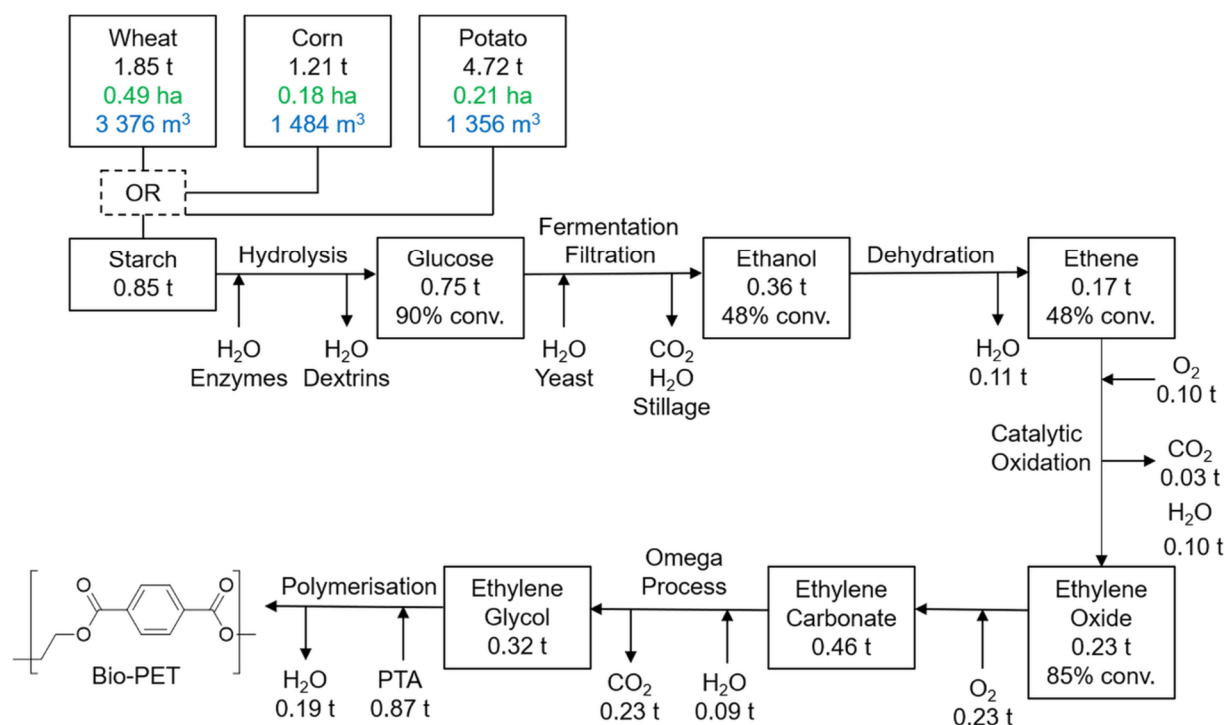 Wheat
1.85 t
0.49 ha
3 376 m³
Corn
1.21 t
0.18 ha
1 484 m³
Potato
4.72 t
0.21 ha
1 356 m³
OR
Starch
0.85 t
Hydrolysis
H₂O
Enzymes
H₂O
Dextrins
Glucose
0.75 t
90% conv.
Fermentation
Filtration
H₂O
Yeast
CO₂
H₂O
Stillage
Ethanol
0.36 t
48% conv.
Dehydration
H₂O
0.11 t
Ethene
0.17 t
48% conv.
O₂
0.10 t
Catalytic
Oxidation
CO₂
0.03 t
H₂O
0.10 t
Ethylene
Oxide
0.23 t
85% conv.
O₂
0.23 t
Ethylene
Carbonate
0.46 t
Omega
Process
H₂O
0.09 t
CO₂
0.23 t
Ethylene
Glycol
0.32 t
Polymerisation
PTA
0.87 t
H₂O
0.19 t
O
O
O
O
Bio-PET